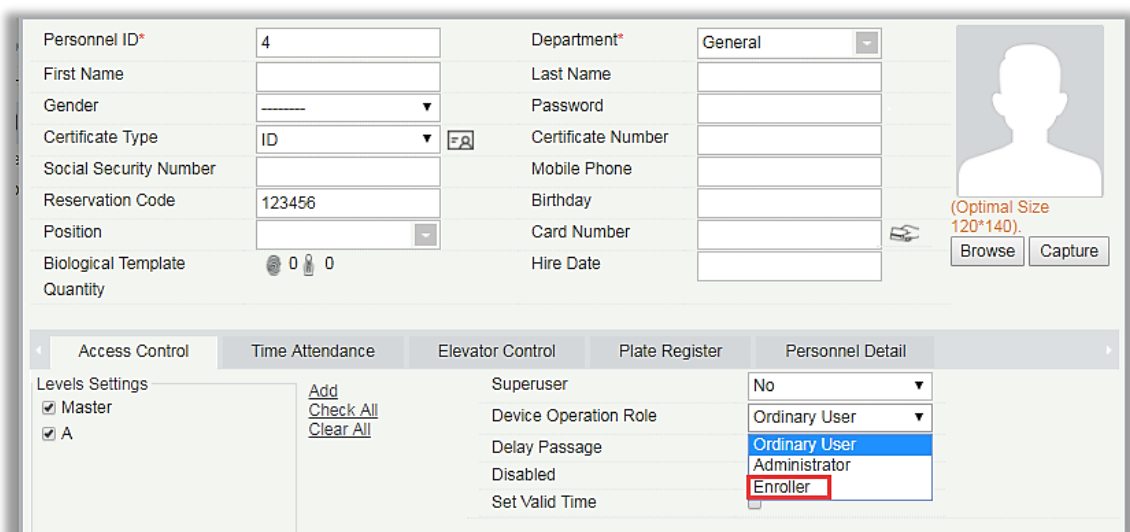 Personnel ID* 4 Department* General
First Name Last Name
Gender -------- Password
Certificate Type ID Certificate Number
Social Security Number Mobile Phone
Reservation Code 123456 Birthday
(Optimal Size
120*140).
Position Card Number
Browse Capture
Biological Template
Quantity 0 0 Hire Date
Access Control Time Attendance Elevator Control Plate Register Personnel Detail
Levels Settings
Master
A
Add
Check All
Clear All
Superuser No
Device Operation Role Ordinary User
Ordinary User
Administrator
Enroller
Delay Passage
Disabled
Set Valid Time